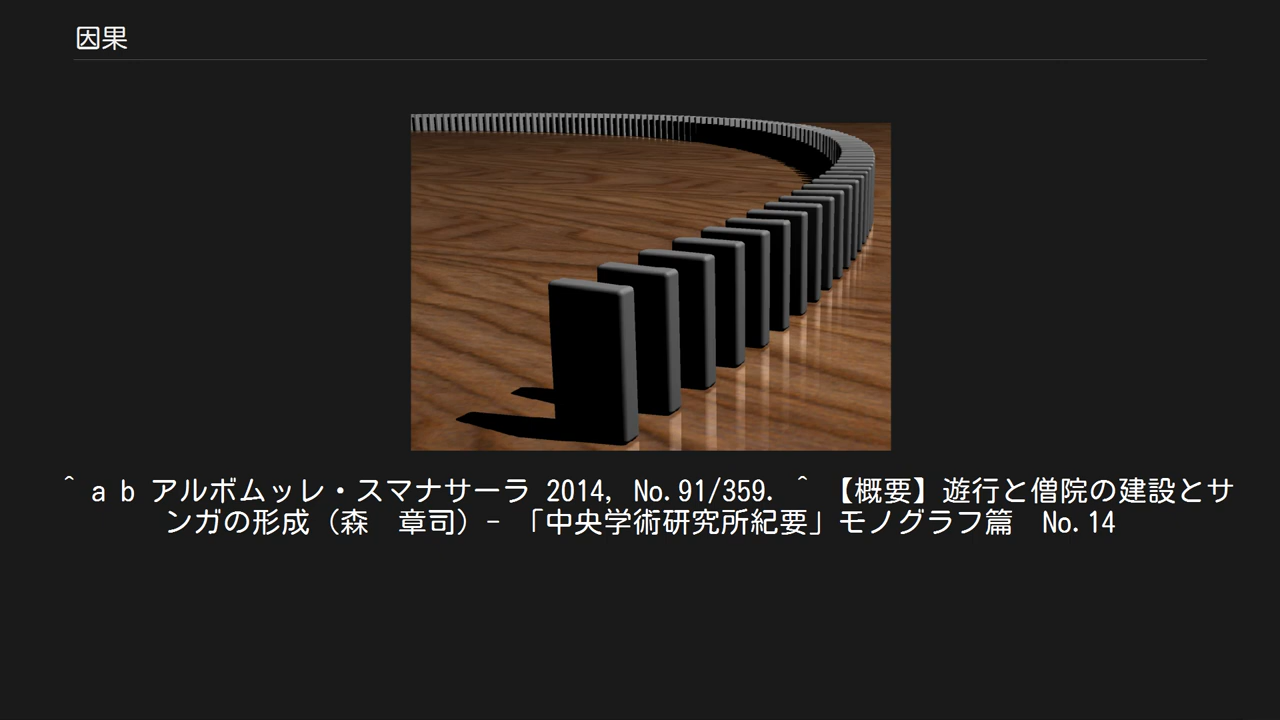 因果
^ a b アルボムッレ・スマナサーラ 2014, No.91/359. ^ 【概要】遊行と僧院の建設とサ
ンガの形成（森　章司）- 「中央学術研究所紀要」モノグラフ篇　No.14